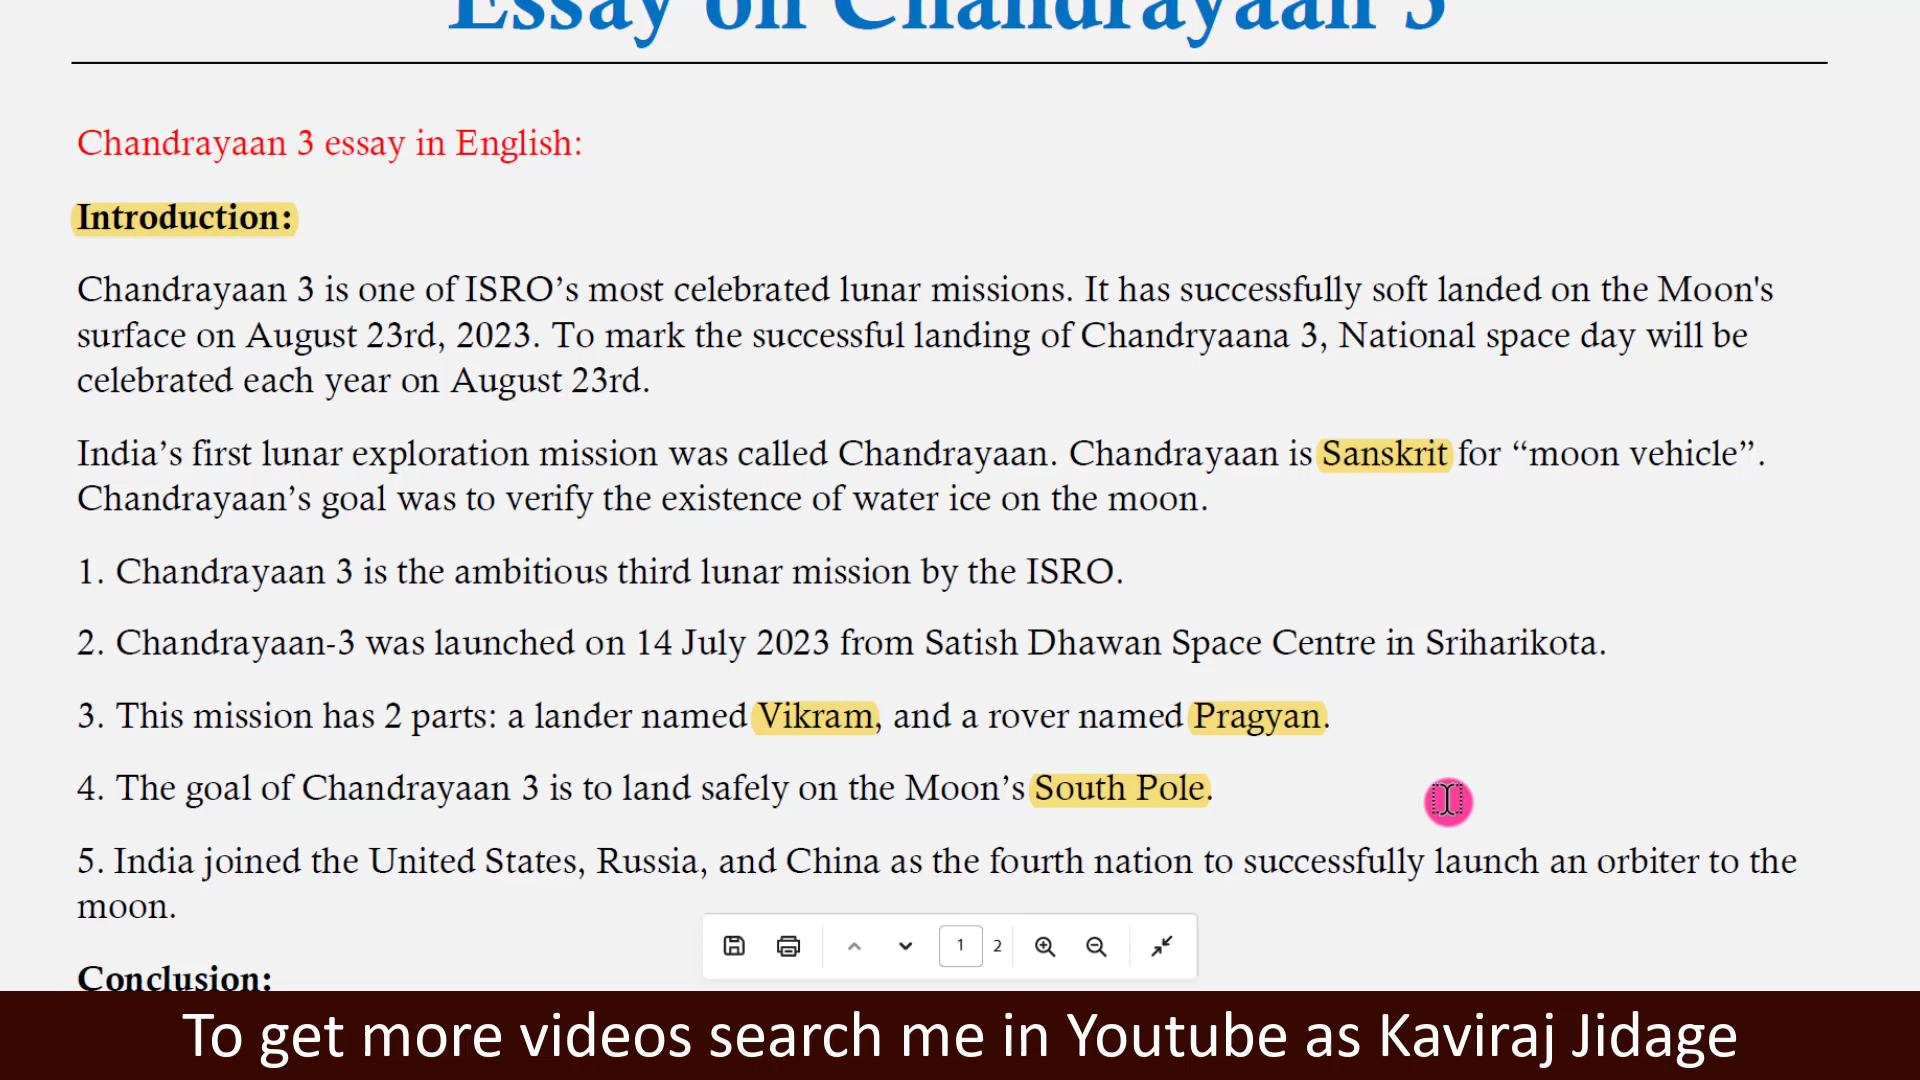 Essay on Chandrayaan 3
Chandrayaan 3 essay in English:
Introduction:
Chandrayaan 3 is one of ISRO’s most celebrated lunar missions. It has successfully soft landed on the Moon's
surface on August 23rd, 2023. To mark the successful landing of Chandryaana 3, National space day will be
celebrated each year on August 23rd.
India’s first lunar exploration mission was called Chandrayaan. Chandrayaan is Sanskrit for “moon vehicle”.
Chandrayaan’s goal was to verify the existence of water ice on the moon.
1. Chandrayaan 3 is the ambitious third lunar mission by the ISRO.
2. Chandrayaan-3 was launched on 14 July 2023 from Satish Dhawan Space Centre in Sriharikota.
3. This mission has 2 parts: a lander named Vikram, and a rover named Pragyan.
4. The goal of Chandrayaan 3 is to land safely on the Moon’s South Pole.
5. India joined the United States, Russia, and China as the fourth nation to successfully launch an orbiter to the
moon.
1 2
Conclusion:
To get more videos search me in Youtube as Kaviraj Jidage